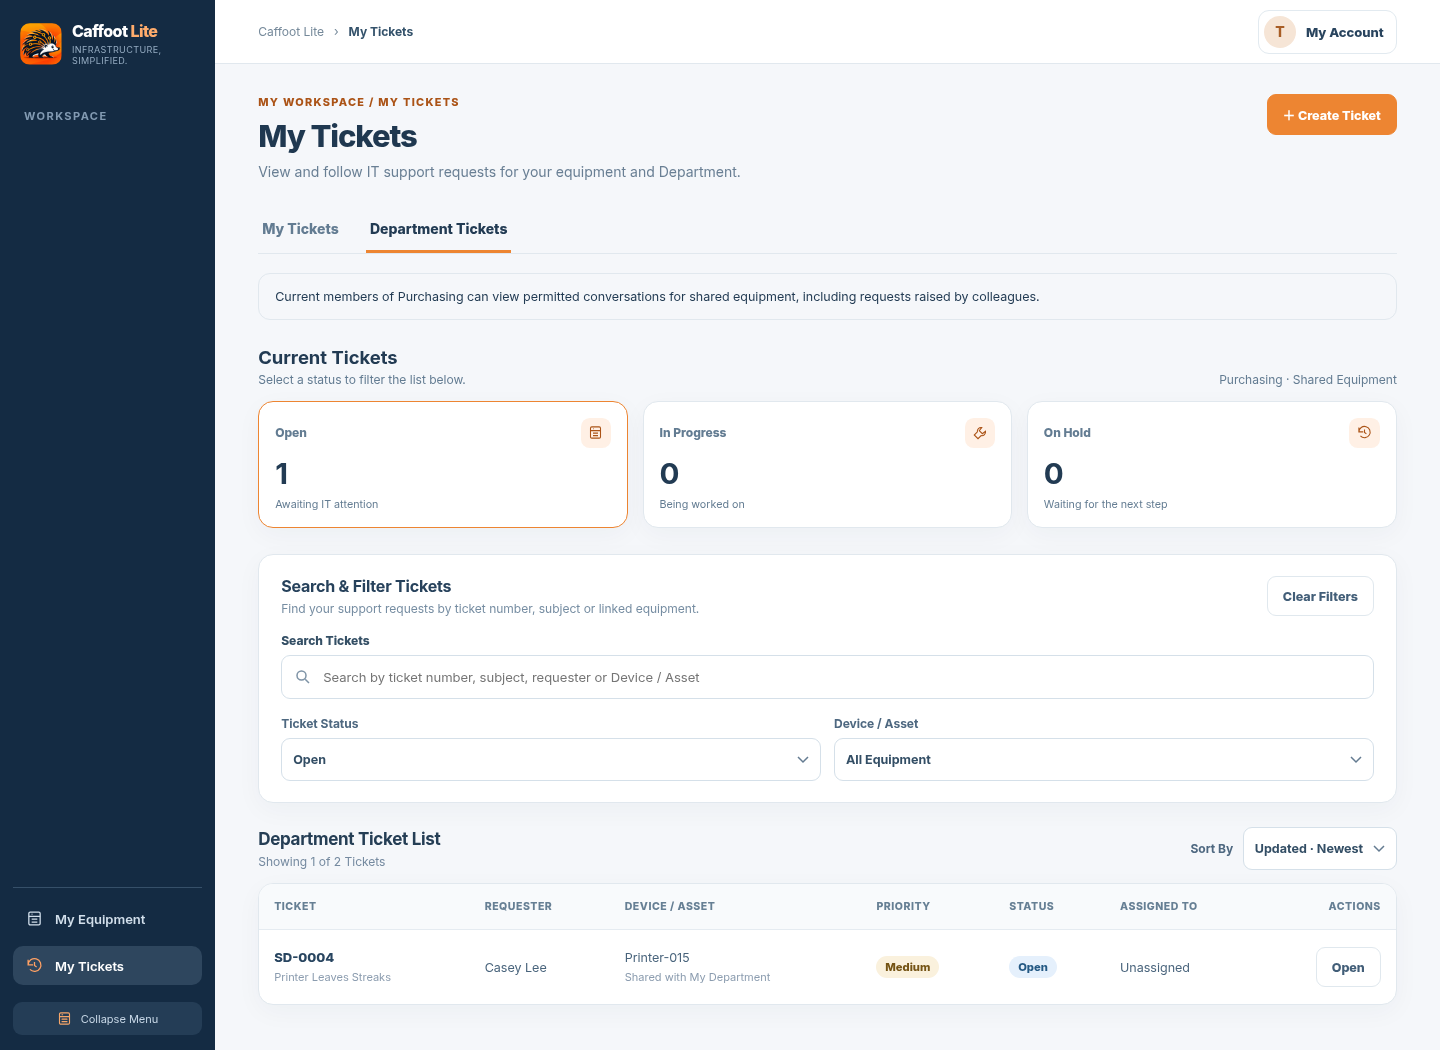 Caffoot Lite
INFRASTRUCTURE,
SIMPLIFIED.
WORKSPACE
My Equipment
My Tickets
Collapse Menu
Caffoot Lite › My Tickets
T My Account
MY WORKSPACE / MY TICKETS
My Tickets
View and follow IT support requests for your equipment and Department.
+ Create Ticket
My Tickets Department Tickets
Current members of Purchasing can view permitted conversations for shared equipment, including requests raised by colleagues.
Current Tickets
Select a status to filter the list below. Purchasing · Shared Equipment
Open
1
Awaiting IT attention
In Progress
0
Being worked on
On Hold
0
Waiting for the next step
Search & Filter Tickets
Find your support requests by ticket number, subject or linked equipment.
Clear Filters
Search Tickets
Search by ticket number, subject, requester or Device / Asset
Ticket Status Device / Asset
Open All Equipment
Department Ticket List
Showing 1 of 2 Tickets
Sort By Updated · Newest
TICKET REQUESTER DEVICE / ASSET PRIORITY STATUS ASSIGNED TO ACTIONS
SD-0004 Casey Lee Printer-015 Medium Open Unassigned Open
Printer Leaves Streaks Shared with My Department